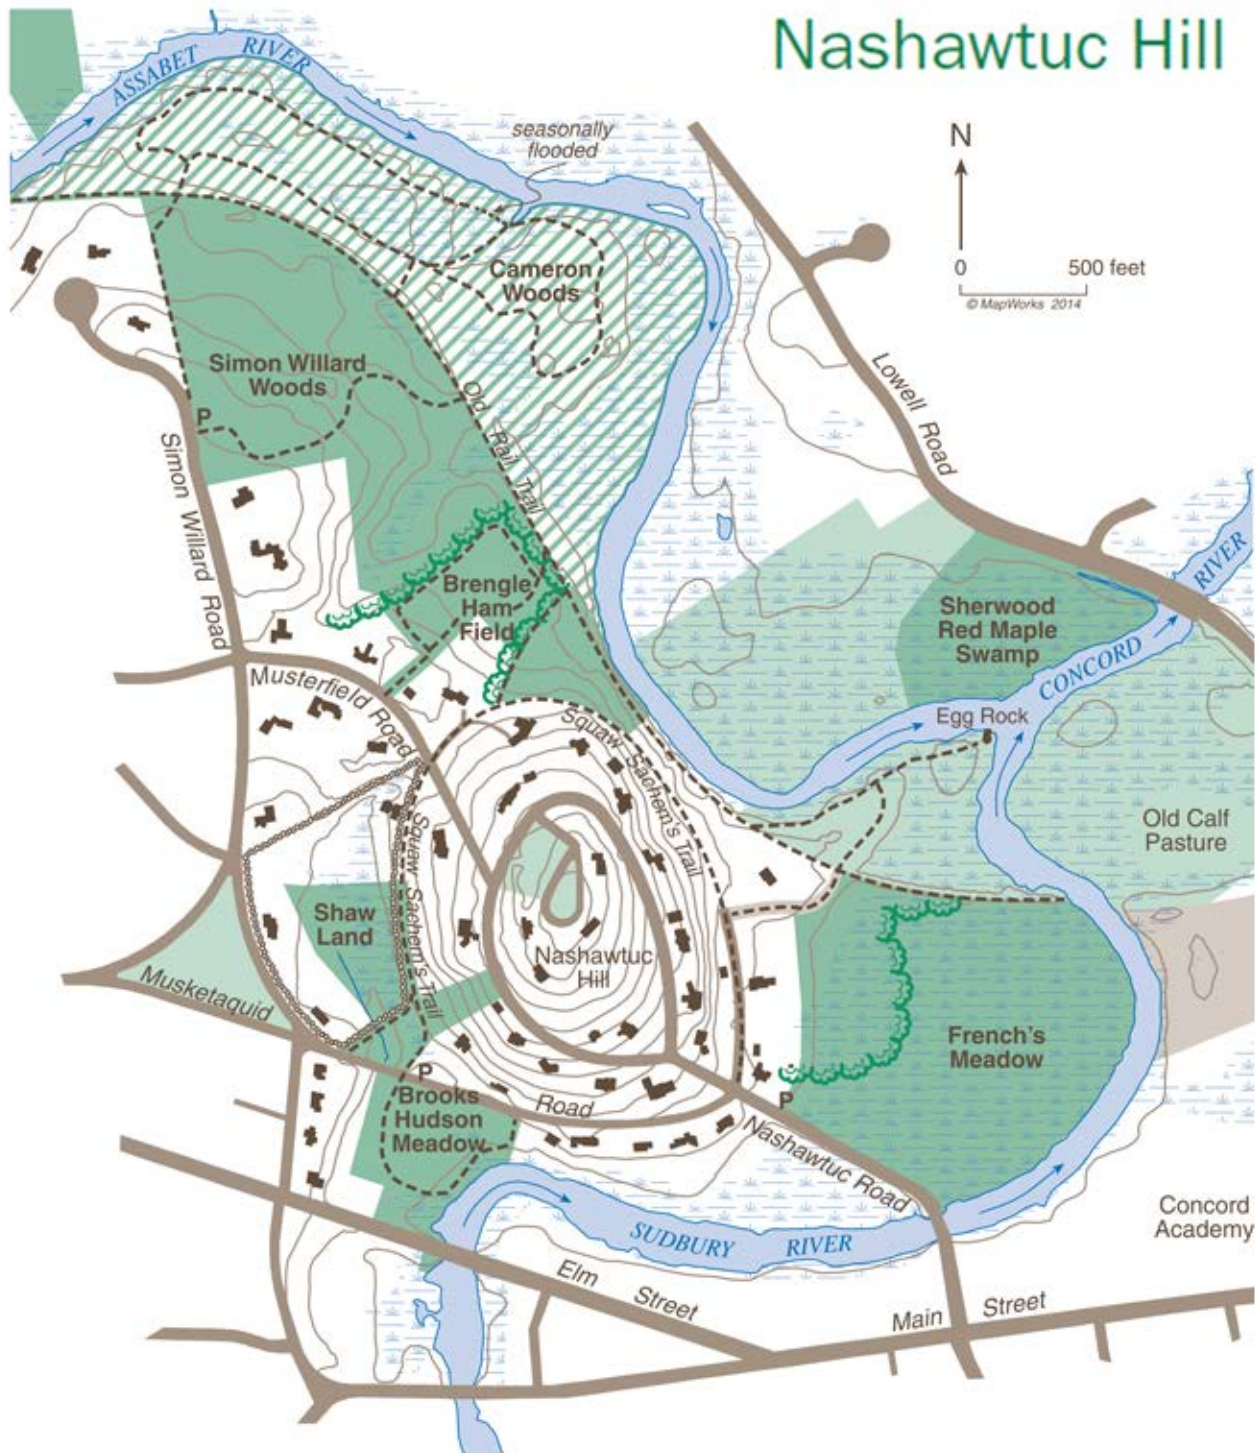 Nashawtuc Hill
ASSABET RIVER
seasonally
flooded
N
0 500 feet
© MapWorks 2014
Cameron
Woods
Simon Willard
Woods
P
Old Rail Trail
Lowell Road
Simon Willard Road
Brengle
Ham
Field
Sherwood
Red Maple
Swamp
CONCORD RIVER
Musterfield Road
Egg Rock
Squaw Sachem's Trail
Squaw Sachem's Trail
Old Calf
Pasture
Shaw
Land
Nashawtuc
Hill
Musketaquid Road
French's
Meadow
P
Brooks
Hudson
Meadow
P
Nashawtuc Road
SUDBURY RIVER
Concord
Academy
Elm Street
Main Street